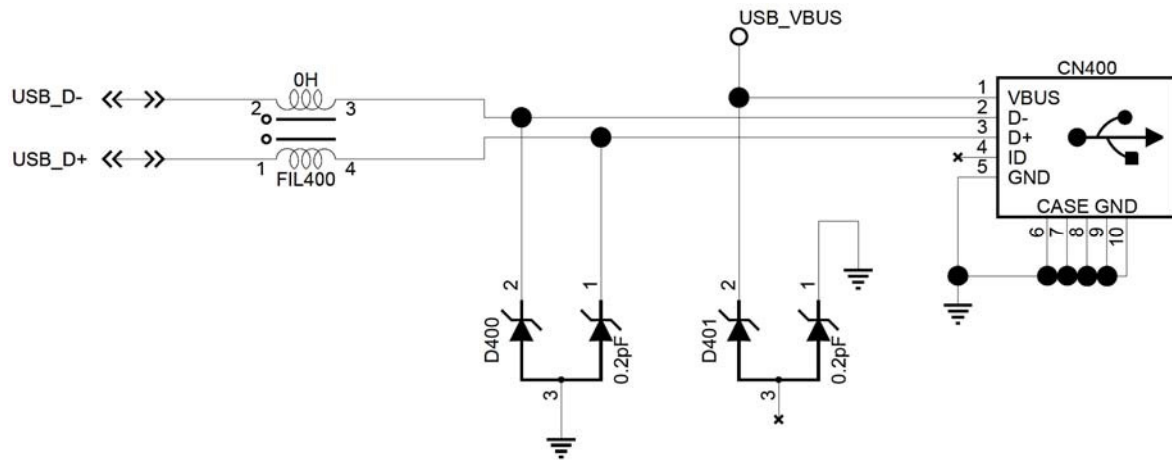 USB_VBUS
CN400
0H
USB_D-
2
3
1
VBUS
2
D-
3
D+
4
ID
5
GND
USB_D+
1
4
FIL400
CASE GND
6
7
8
9
10
2
1
2
1
D400
0.2pF
D401
0.2pF
3
3